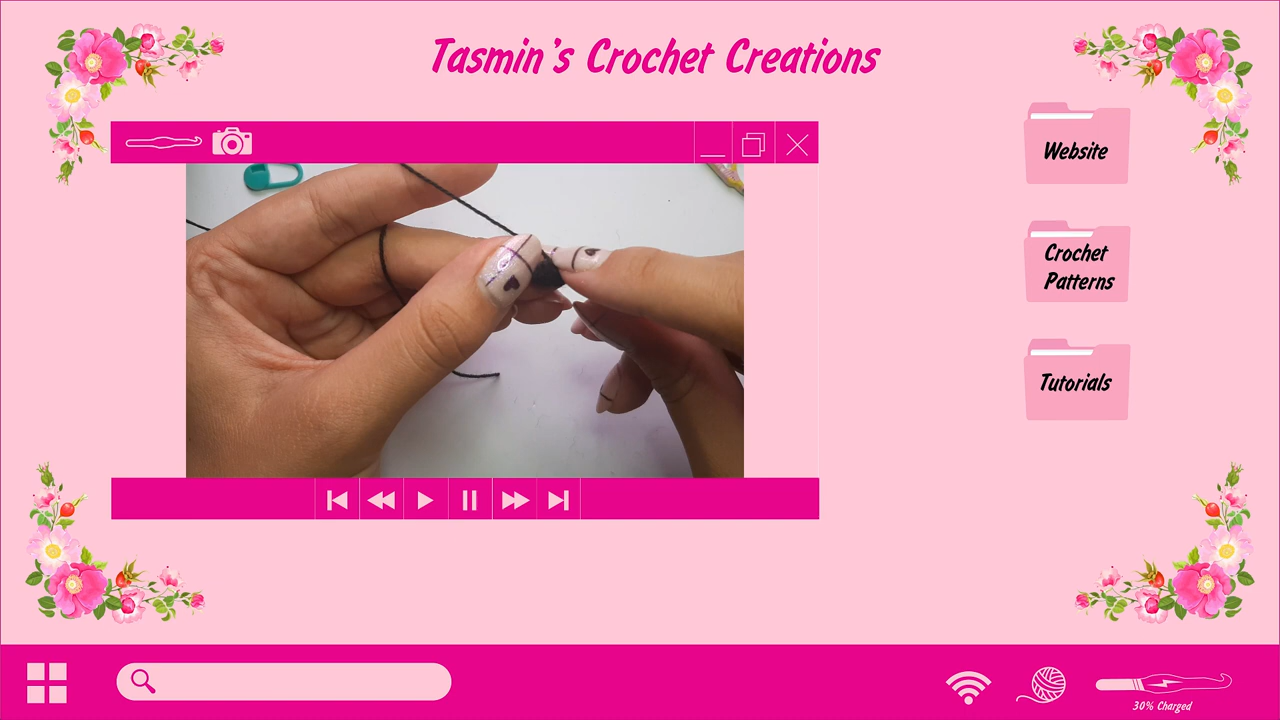 Tasmin's Crochet Creations
Website
Crochet
Patterns
Tutorials
30% Charged